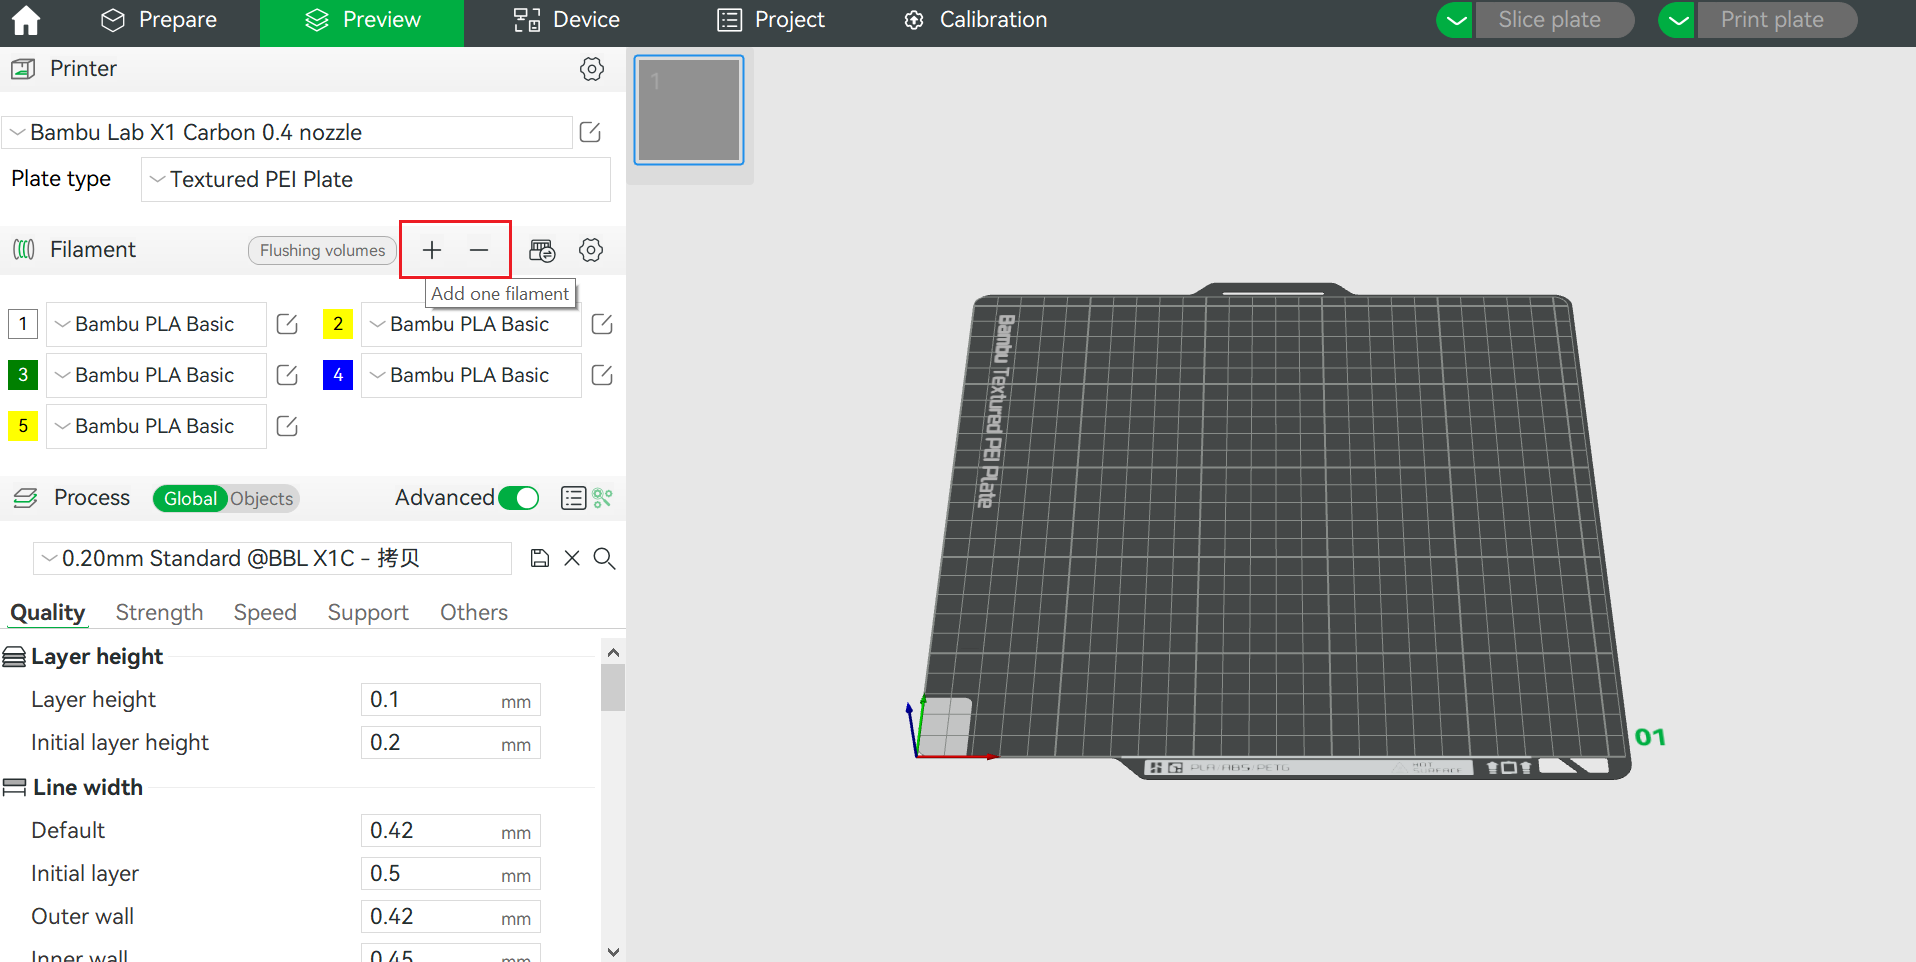 Prepare
Preview
Device
Project
Calibration
Slice plate
Print plate
Printer
Bambu Lab X1 Carbon 0.4 nozzle
Plate type
Textured PEI Plate
Filament
Flushing volumes
Add one filament
1 Bambu PLA Basic
2 Bambu PLA Basic
3 Bambu PLA Basic
4 Bambu PLA Basic
5 Bambu PLA Basic
Process
Global
Objects
Advanced
0.20mm Standard @BBL X1C - 拷贝
Quality
Strength
Speed
Support
Others
Layer height
Layer height 0.1 mm
Initial layer height 0.2 mm
Line width
Default 0.42 mm
Initial layer 0.5 mm
Outer wall 0.42 mm
Inner wall 0.45 mm
1
Bambu Textured PEI Plate
01
PLA/ABS/PETG
HOT SURFACE